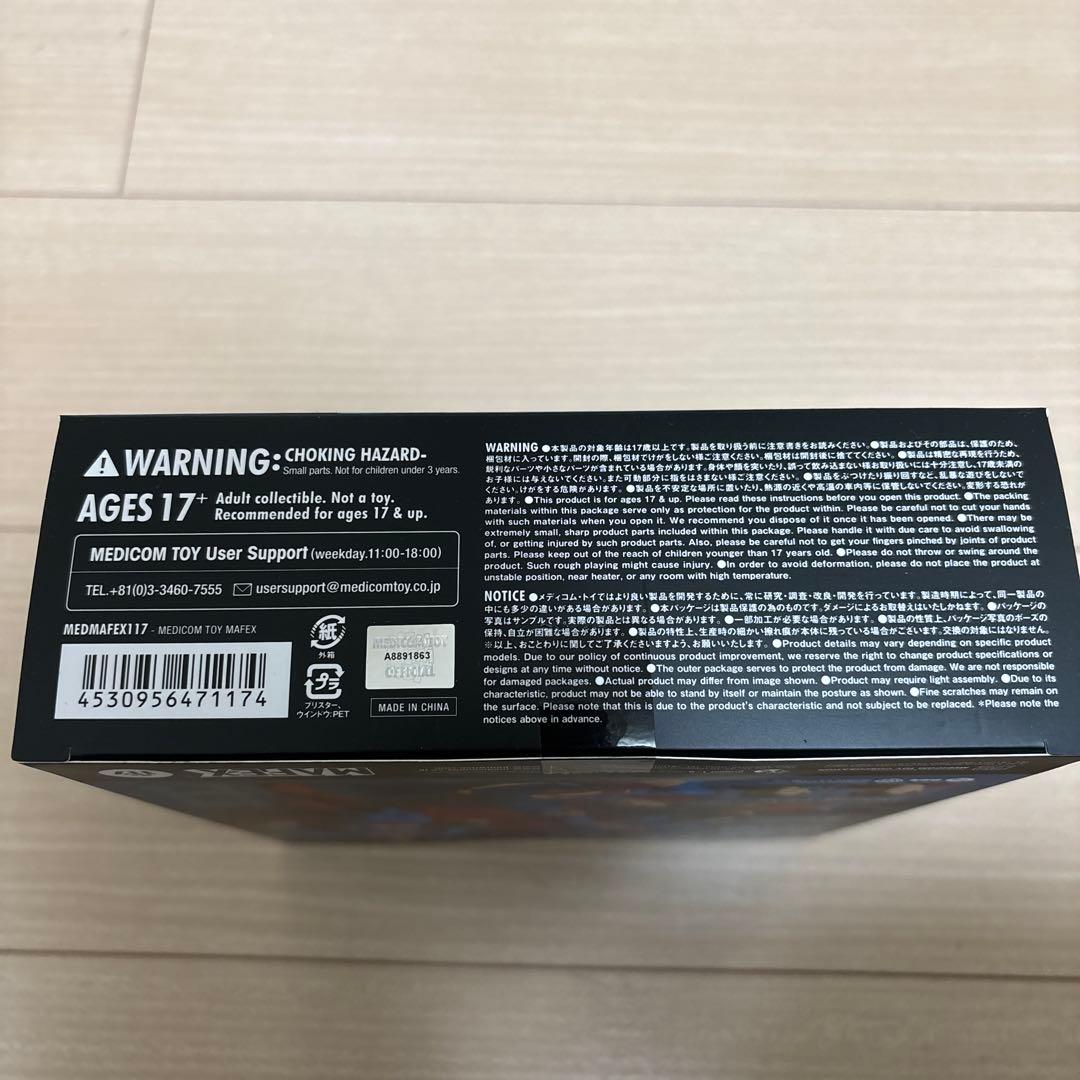 WARNING: CHOKING HAZARD-
Small parts. Not for children under 3 years.
AGES 17+ Adult collectible. Not a toy.
Recommended for ages 17 & up.
MEDICOM TOY User Support (weekday,11:00-18:00)
TEL.+81(0)3-3460-7555 usersupport@medicomtoy.co.jp
MEDMAFEX117 - MEDICOM TOY MAFEX
4530956471174
紙
外箱
プラ
ブリスター、
ウインドウ:PET
MEDICOM TOY
A8891863
Official
MADE IN CHINA
WARNING ●本製品の対象年齢は17歳以上です。製品を取り扱う前に注意書きをお読みください。●製品およびその部品は、保護のため、
梱包材に入っています。開封の際、梱包材でけがをしない様ご注意ください。梱包材は開封後に捨ててください。●製品は精密な再現を行うため、
鋭利なパーツや小さなパーツが含まれている場合があります。身体や顔を突いたり、誤って飲み込まない様お取り扱いには十分注意し、17歳未満の
お子様には与えないでください。また可動部分に指をはさまない様ご注意ください。●製品をぶつけたり振り回すなど、乱暴な遊びをしないで
ください。けがをする危険があります。●製品を不安定な場所に置いたり、熱源の近くや高温の車内等に保管しないでください。変形する恐れが
あります。●This product is for ages 17 & up. Please read these instructions before you open this product. ●The packing
materials within this package serve only as protection for the product within. Please be careful not to cut your hands
with such materials when you open it. We recommend you dispose of it once it has been opened. ●There may be
extremely small, sharp product parts included within this package. Please handle it with due care to avoid swallowing
of, or getting injured by such product parts. Also, please be careful not to get your fingers pinched by joints of product
parts. Please keep out of the reach of children younger than 17 years old. ●Please do not throw or swing around the
product. Such rough playing might cause injury. ●In order to avoid deformation, please do not place the product at
unstable position, near heater, or any room with high temperature.
NOTICE ●メディコム・トイではより良い製品を開発するために、常に研究・調査・改良・開発を行っています。製造時期によって、同一製品の
中にも多少の違いがある場合があります。●本パッケージは製品保護の為のものです。ダメージによるお取替えはいたしかねます。●パッケージの
写真はサンプルです。実際の製品とは異なる場合があります。●一部加工が必要な場合があります。●製品の性質上、パッケージ写真のポーズの
保持、自立が困難な場合があります。●製品の特性上、生産時の細かい擦れ痕が本体に残っている場合がございます。交換の対象にはなりません。
※以上、おことわりに関してご了承くださいますよう、お願いいたします。●Product details may vary depending on specific product
models. Due to our policy of continuous product improvement, we reserve the right to change product specifications or
designs at any time without notice. ●The outer package serves to protect the product from damage. We are not responsible
for damaged packages. ●Actual product may differ from image shown. ●Product may require light assembly. ●Due to its
characteristic, product may not be able to stand by itself or maintain the posture as shown. ●Fine scratches may remain on
the surface. Please note that this is due to the product's characteristic and not subject to be replaced. *Please note the
notices above in advance.
MAFEX